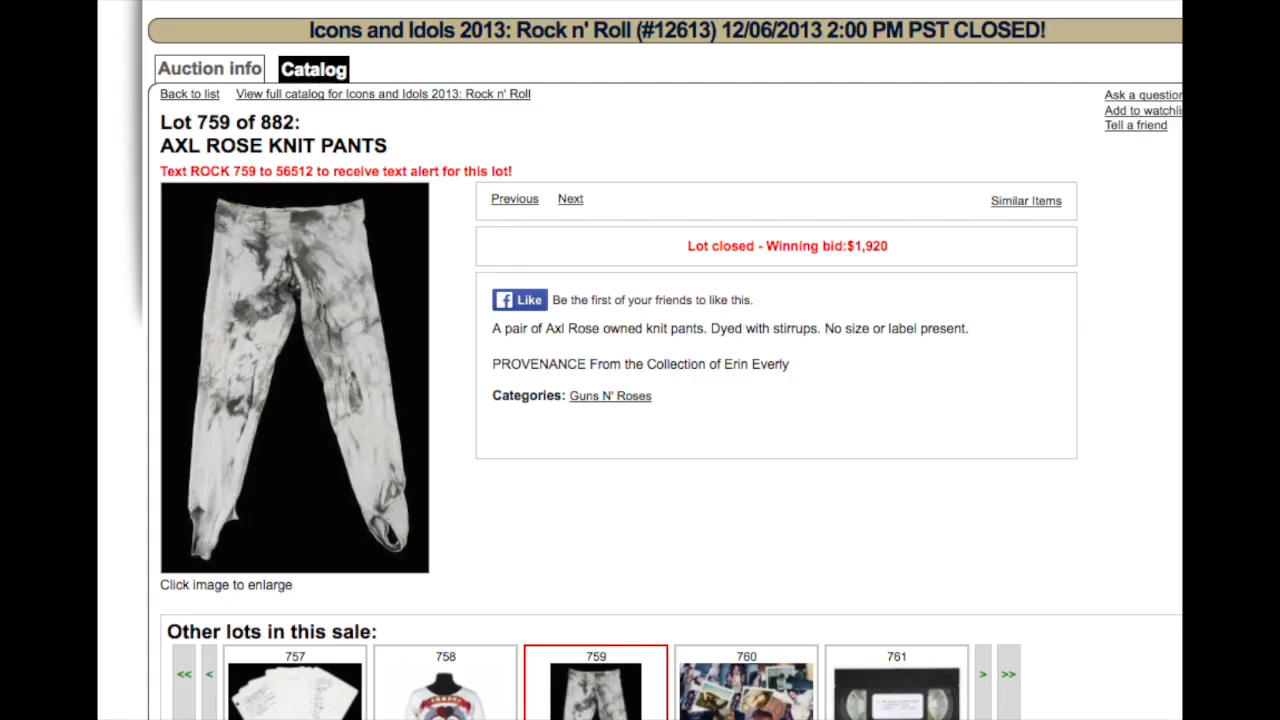 Icons and Idols 2013: Rock n' Roll (#12613) 12/06/2013 2:00 PM PST CLOSED!
Auction info
Catalog
Back to list
View full catalog for Icons and Idols 2013: Rock n' Roll
Ask a question
Add to watchli
Tell a friend
Lot 759 of 882:
AXL ROSE KNIT PANTS
Text ROCK 759 to 56512 to receive text alert for this lot!
Previous
Next
Similar Items
Lot closed - Winning bid:$1,920
Like
Be the first of your friends to like this.
A pair of Axl Rose owned knit pants. Dyed with stirrups. No size or label present.
PROVENANCE From the Collection of Erin Everly
Categories: Guns N' Roses
Click image to enlarge
Other lots in this sale:
<<
<
757
758
759
760
761
>
>>